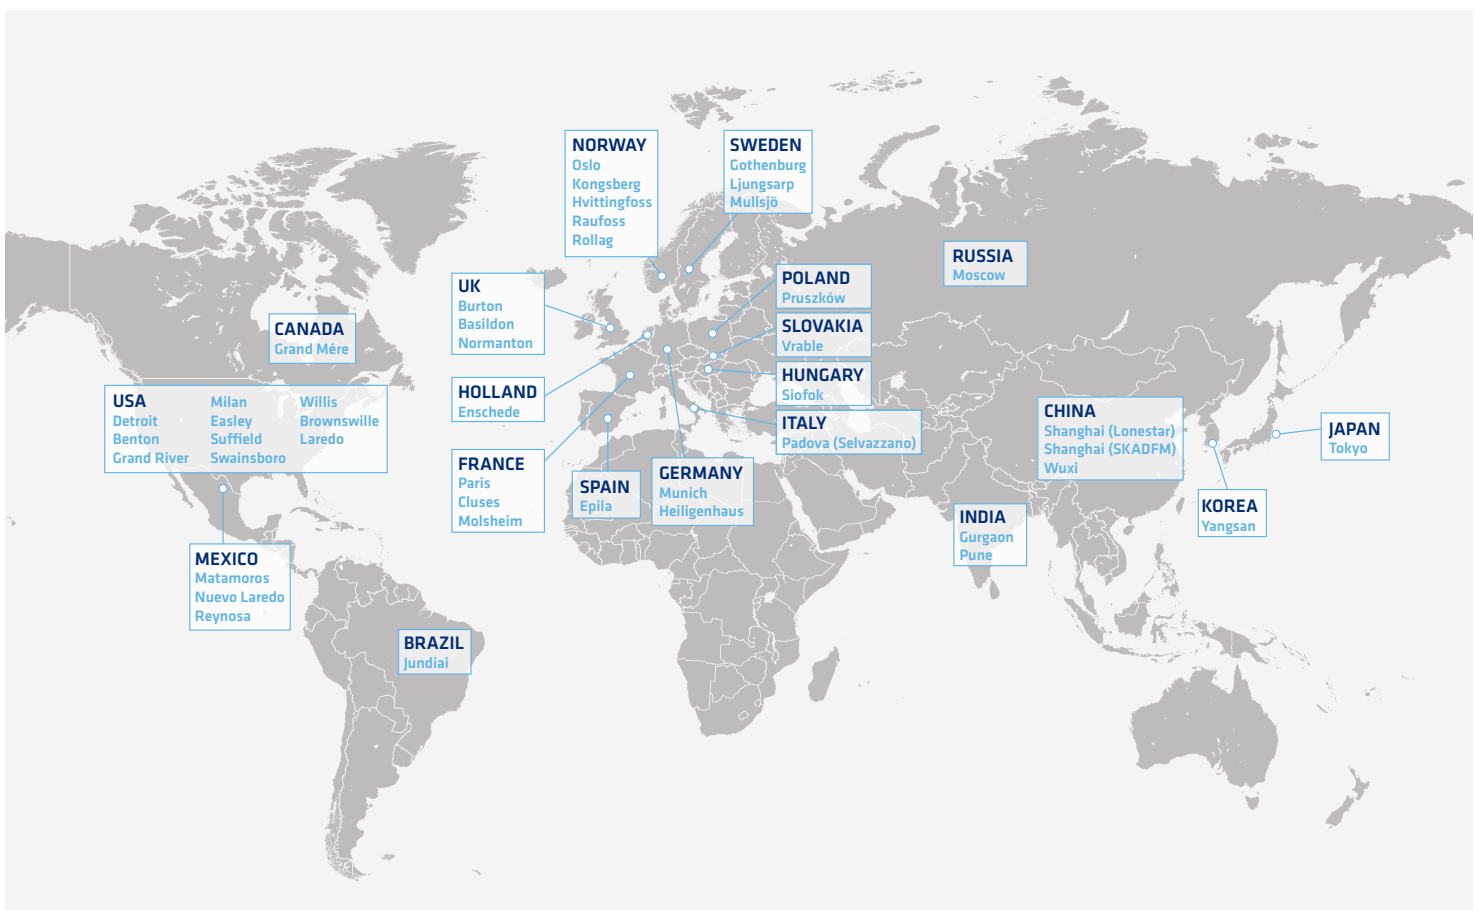 NORWAY
Oslo
Kongsberg
Hvittingfoss
Raufoss
Rollag
SWEDEN
Gothenburg
Ljungsarp
Mullsjö
RUSSIA
Moscow
UK
Burton
Basildon
Normanton
POLAND
Pruszków
SLOVAKIA
Vrable
HUNGARY
Siofok
ITALY
Padova (Selvazzano)
CANADA
Grand Mére
HOLLAND
Enschede
USA
Detroit
Benton
Grand River
Milan
Easley
Suffield
Swainsboro
Willis
Brownswille
Laredo
FRANCE
Paris
Cluses
Molsheim
SPAIN
Epila
GERMANY
Munich
Heiligenhaus
CHINA
Shanghai (Lonestar)
Shanghai (SKADFM)
Wuxi
JAPAN
Tokyo
KOREA
Yangsan
INDIA
Gurgaon
Pune
MEXICO
Matamoros
Nuevo Laredo
Reynosa
BRAZIL
Jundiai